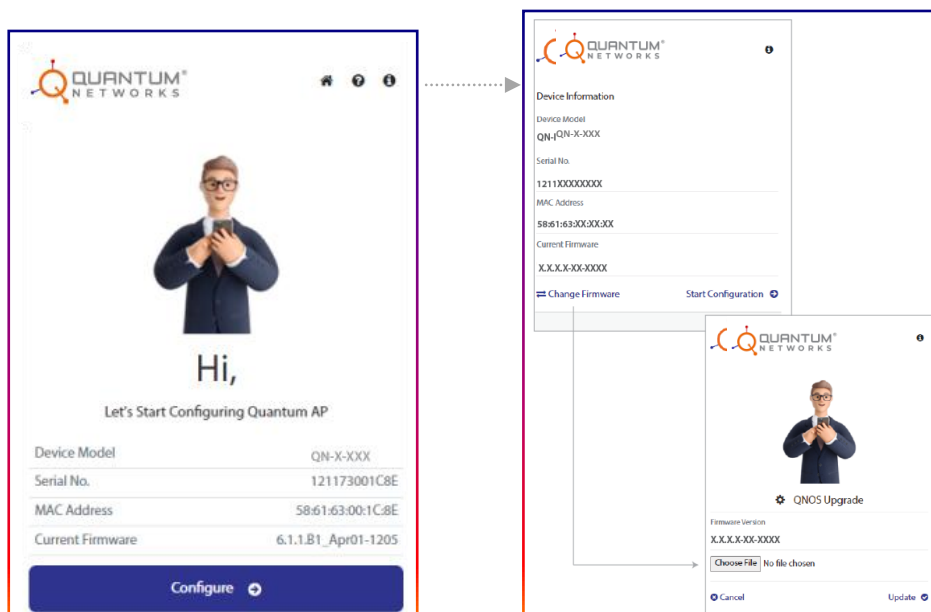 QUANTUM®
NETWORKS
Hi,
Let's Start Configuring Quantum AP
Device Model QN-X-XXX
Serial No. 121173001C8E
MAC Address 58:61:63:00:1C:8E
Current Firmware 6.1.1.B1_Apr01-1205
Configure
QUANTUM®
NETWORKS
Device Information
Device Model
QN-IQN-X-XXX
Serial No.
1211XXXXXXXX
MAC Address
58:61:63:XX:XX:XX
Current Firmware
X.X.X.X-XX-XXXX
Change Firmware Start Configuration
QUANTUM®
NETWORKS
QNOS Upgrade
Firmware Version
X.X.X.X-XX-XXXX
Choose File No file chosen
Cancel Update